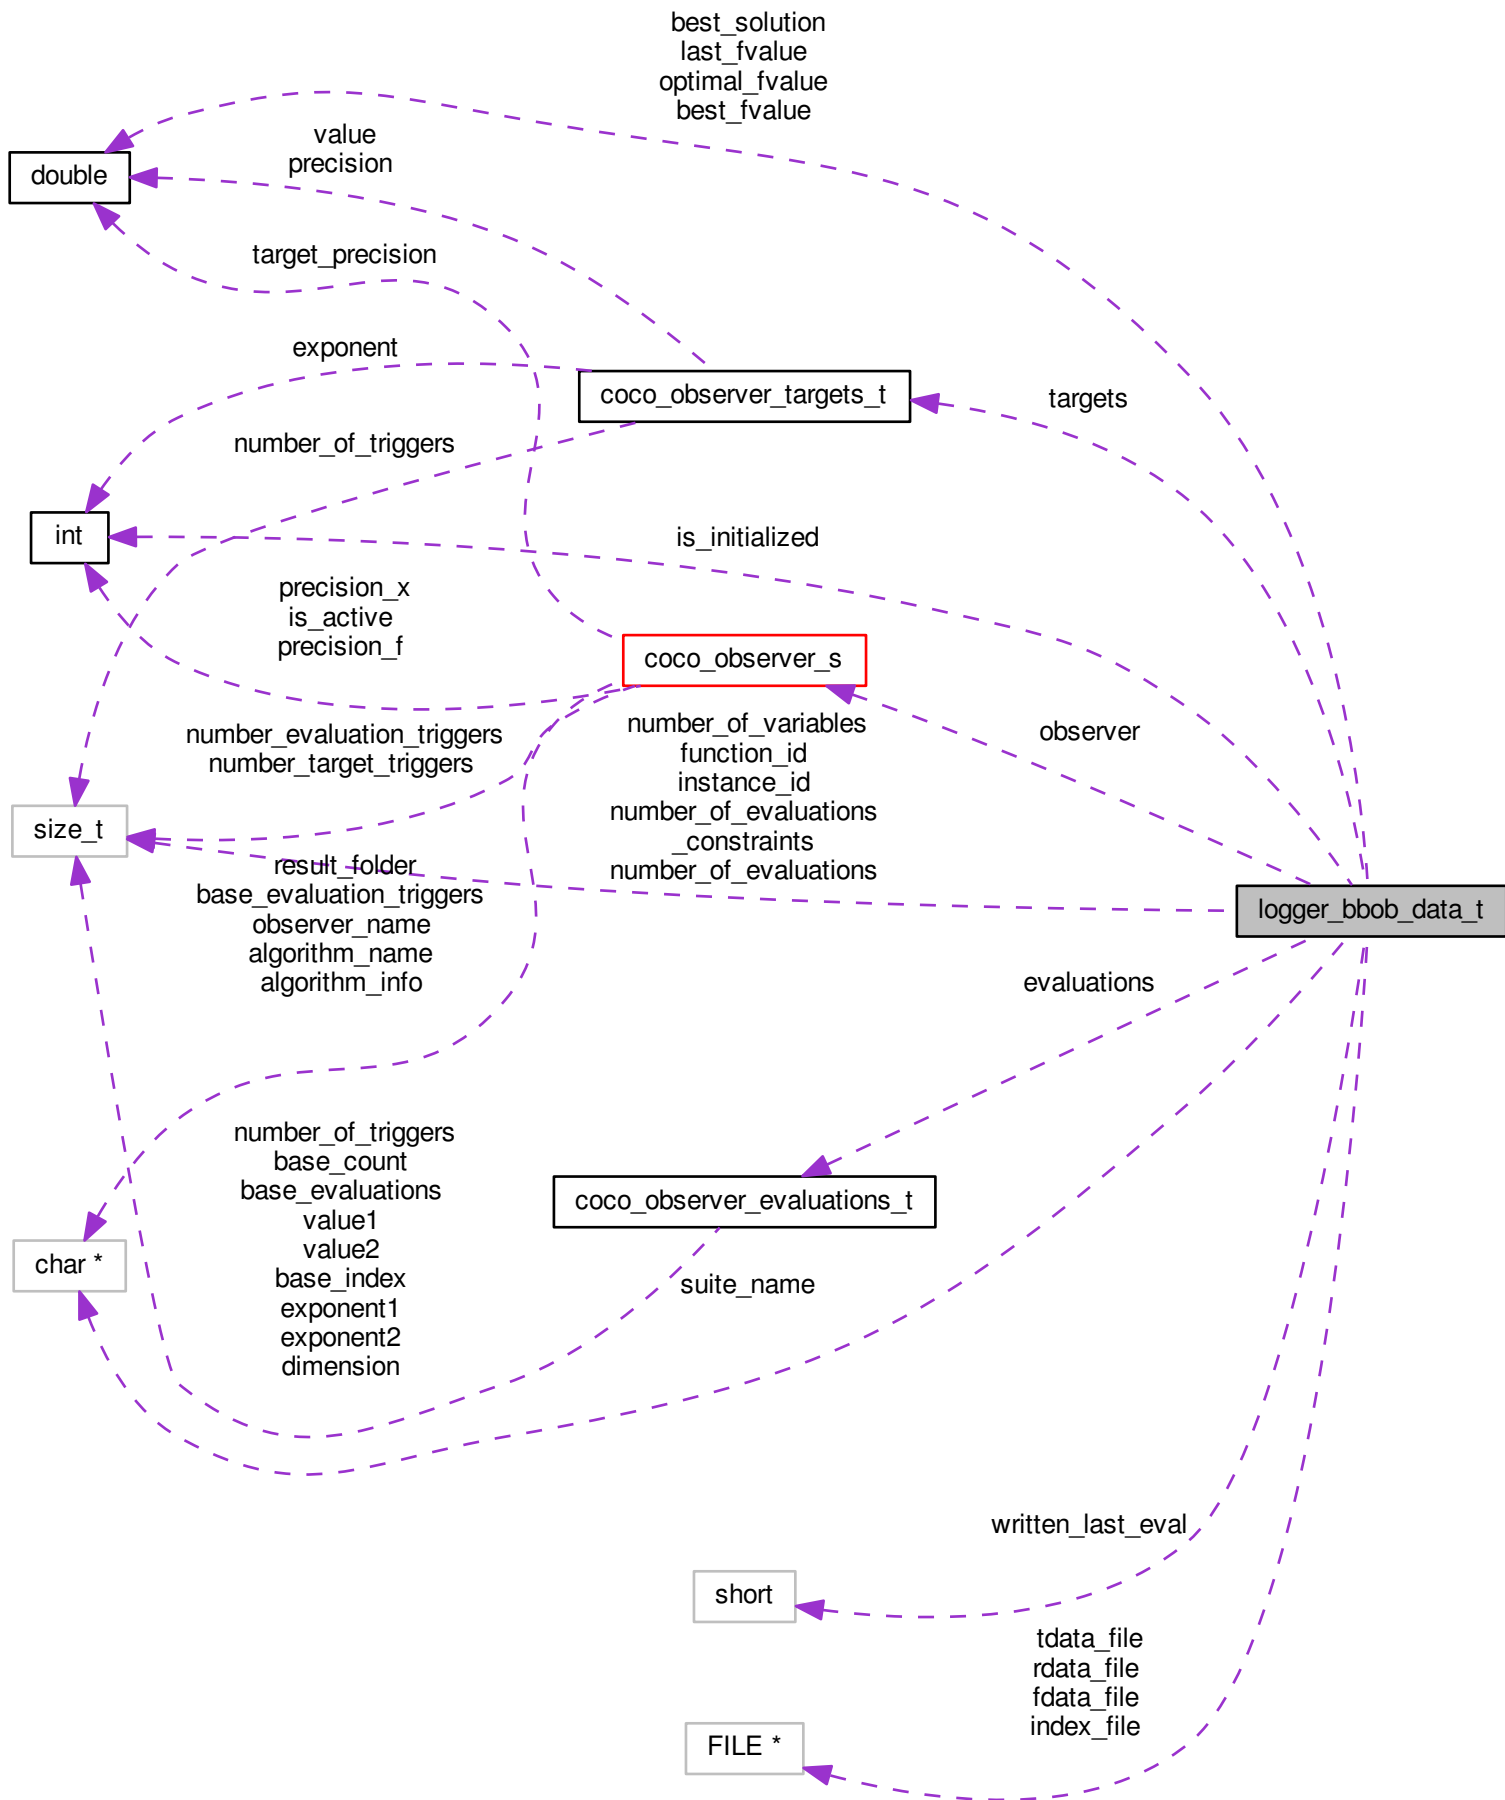 best_solution
last_fvalue
optimal_fvalue
best_fvalue
value
precision
double
target_precision
exponent
coco_observer_targets_t
targets
number_of_triggers
int
is_initialized
precision_x
is_active
precision_f
coco_observer_s
number_evaluation_triggers
number_target_triggers
number_of_variables
function_id
instance_id
number_of_evaluations
_constraints
number_of_evaluations
observer
size_t
result_folder
base_evaluation_triggers
observer_name
algorithm_name
algorithm_info
logger_bbob_data_t
evaluations
number_of_triggers
base_count
base_evaluations
value1
value2
base_index
exponent1
exponent2
dimension
coco_observer_evaluations_t
char *
suite_name
written_last_eval
short
tdata_file
rdata_file
fdata_file
index_file
FILE *